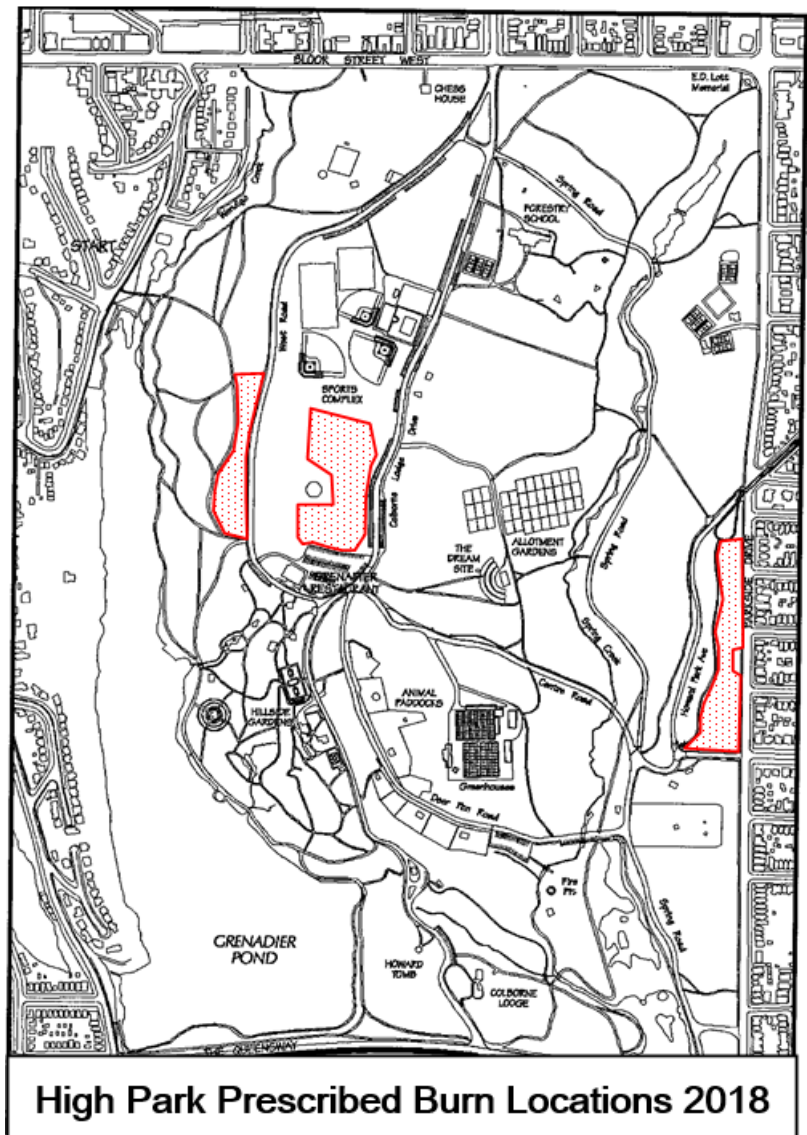 BLOOR STREET WEST
CHESS
HOUSE
E.D. Lott
Memorial
Spring Road
FORESTRY
SCHOOL
START
West Road
SPORTS
COMPLEX
Colborne Lodge Drive
THE
DREAM
SITE
ALLOTMENT
GARDENS
Spring Road
PARKSIDE DRIVE
RESTAURANT
Spring Creek
Howard Park Ave
Centre Road
HILLSIDE
GARDENS
ANIMAL
PADDOCKS
Greenhouses
Deer Pen Road
Fire
Pit
Spring Road
GRENADIER
POND
HOWARD
TOMB
COLBORNE
LODGE
THE QUEENSWAY
High Park Prescribed Burn Locations 2018